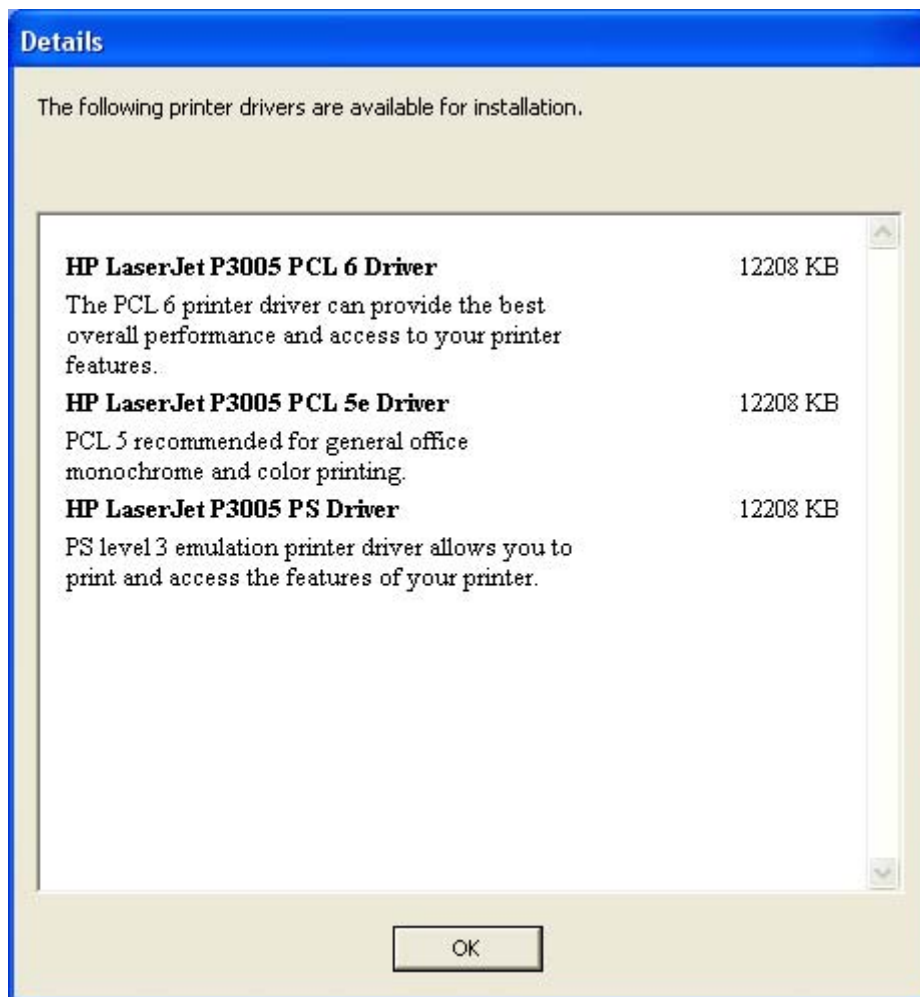 Details
The following printer drivers are available for installation.
HP LaserJet P3005 PCL 6 Driver 12208 KB
The PCL 6 printer driver can provide the best
overall performance and access to your printer
features.
HP LaserJet P3005 PCL 5e Driver 12208 KB
PCL 5 recommended for general office
monochrome and color printing.
HP LaserJet P3005 PS Driver 12208 KB
PS level 3 emulation printer driver allows you to
print and access the features of your printer.
OK